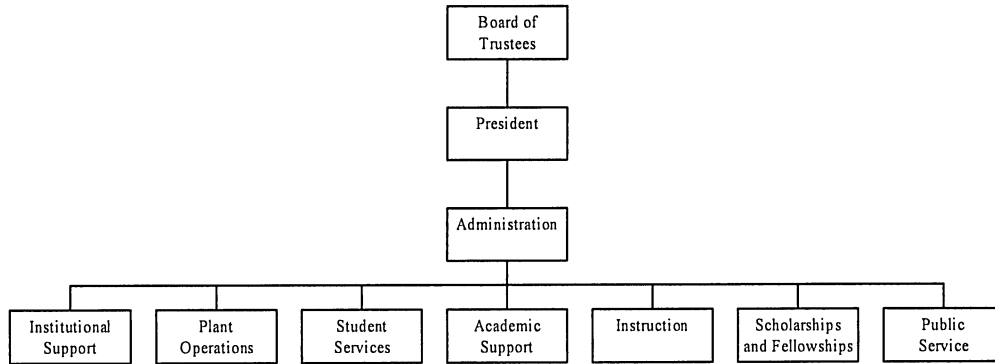 Board of
Trustees
President
Administration
Institutional
Support
Plant
Operations
Student
Services
Academic
Support
Instruction
Scholarships
and Fellowships
Public
Service